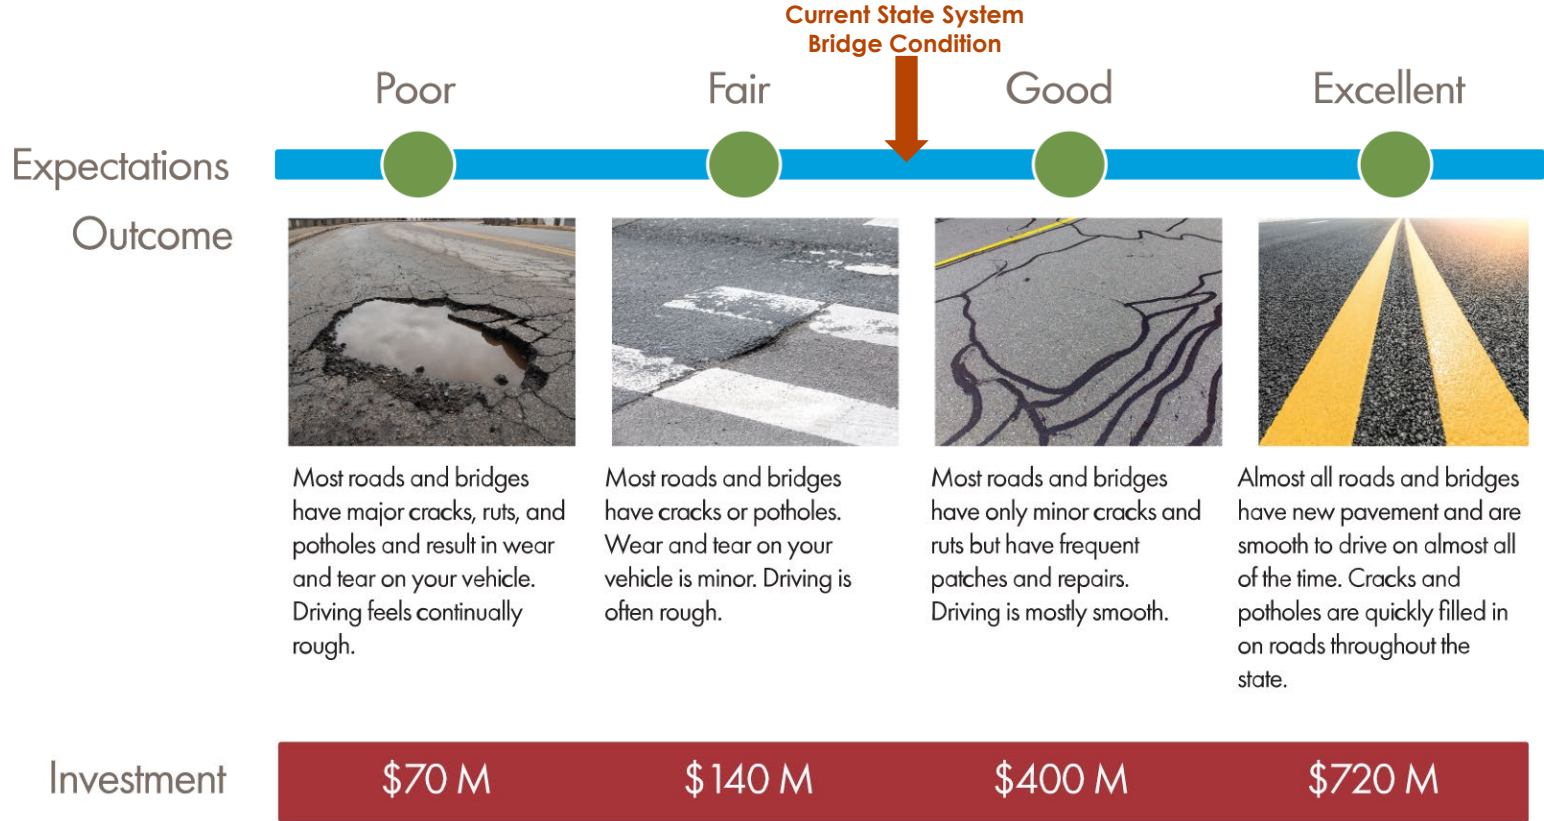 Current State System
Bridge Condition
Poor
Fair
Good
Excellent
Expectations
Outcome
Most roads and bridges
have major cracks, ruts, and
potholes and result in wear
and tear on your vehicle.
Driving feels continually
rough.
Most roads and bridges
have cracks or potholes.
Wear and tear on your
vehicle is minor. Driving is
often rough.
Most roads and bridges
have only minor cracks and
ruts but have frequent
patches and repairs.
Driving is mostly smooth.
Almost all roads and bridges
have new pavement and are
smooth to drive on almost all
of the time. Cracks and
potholes are quickly filled in
on roads throughout the
state.
Investment
$70 M
$140 M
$400 M
$720 M